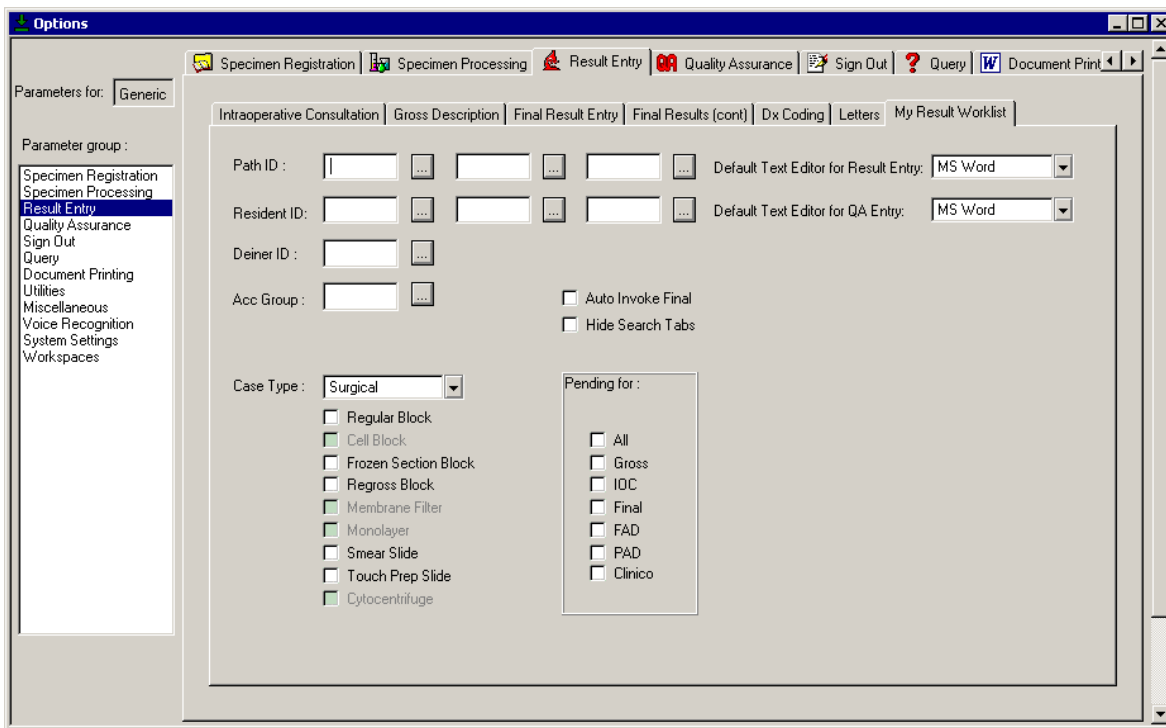 Options
Specimen Registration Specimen Processing Result Entry QA Quality Assurance Sign Out ? Query W Document Print
Parameters for: Generic
Intraoperative Consultation Gross Description Final Result Entry Final Results (cont) Dx Coding Letters My Result Worklist
Parameter group :
Specimen Registration
Specimen Processing
Result Entry
Quality Assurance
Sign Out
Query
Document Printing
Utilities
Miscellaneous
Voice Recognition
System Settings
Workspaces
Path ID : ... ... ... Default Text Editor for Result Entry: MS Word
Resident ID: ... ... ... Default Text Editor for QA Entry: MS Word
Deiner ID : ...
Acc Group : ...
Auto Invoke Final
Hide Search Tabs
Case Type : Surgical
Regular Block
Cell Block
Frozen Section Block
Regross Block
Membrane Filter
Monolayer
Smear Slide
Touch Prep Slide
Cytocentrifuge
Pending for :
All
Gross
IOC
Final
FAD
PAD
Clinico